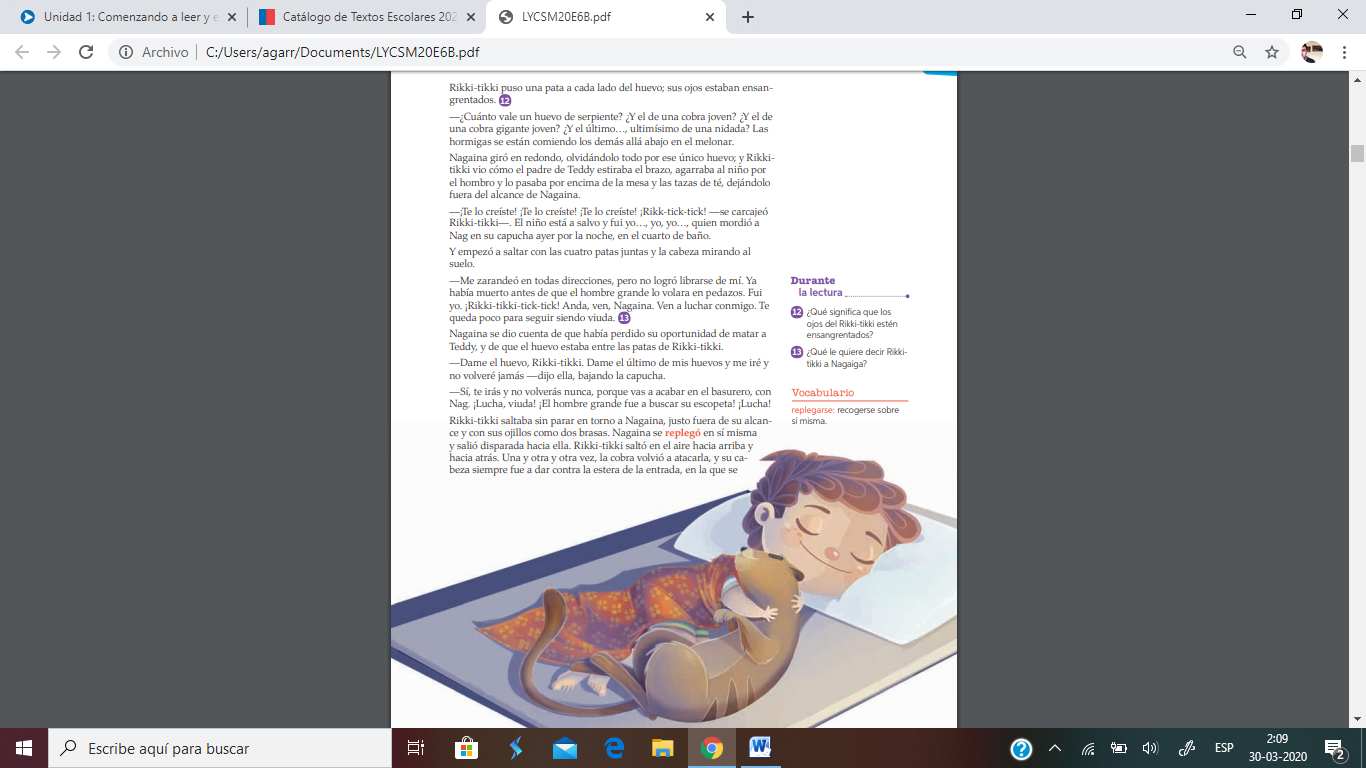 Unidad 1: Comenzando a leer y e
Catálogo de Textos Escolares 202
LYCSM20E6B.pdf
Archivo
C:/Users/agarr/Documents/LYCSM20E6B.pdf
Rikki-tikki puso una pata a cada lado del huevo; sus ojos estaban ensan-
grentados. 12
—¿Cuánto vale un huevo de serpiente? ¿Y el de una cobra joven? ¿Y el de
una cobra gigante joven? ¿Y el último…, ultimísimo de una nidada? Las
hormigas se están comiendo los demás allá abajo en el melonar.
Nagaina giró en redondo, olvidándolo todo por ese único huevo; y Rikki-
tikki vio cómo el padre de Teddy estiraba el brazo, agarraba al niño por
el hombro y lo pasaba por encima de la mesa y las tazas de té, dejándolo
fuera del alcance de Nagaina.
—¡Te lo creíste! ¡Te lo creíste! ¡Te lo creíste! ¡Rikk-tick-tick! —se carcajeó
Rikki-tikki—. El niño está a salvo y fui yo…, yo, yo…, quien mordió a
Nag en su capucha ayer por la noche, en el cuarto de baño.
Y empezó a saltar con las cuatro patas juntas y la cabeza mirando al
suelo.
—Me zarandeó en todas direcciones, pero no logró librarse de mí. Ya
había muerto antes de que el hombre grande lo volara en pedazos. Fui
yo. ¡Rikki-tikki-tick-tick! Anda, ven, Nagaina. Ven a luchar conmigo. Te
queda poco para seguir siendo viuda. 13
Nagaina se dio cuenta de que había perdido su oportunidad de matar a
Teddy, y de que el huevo estaba entre las patas de Rikki-tikki.
—Dame el huevo, Rikki-tikki. Dame el último de mis huevos y me iré y
no volveré jamás —dijo ella, bajando la capucha.
—Sí, te irás y no volverás nunca, porque vas a acabar en el basurero, con
Nag. ¡Lucha, viuda! ¡El hombre grande fue a buscar su escopeta! ¡Lucha!
Rikki-tikki saltaba sin parar en torno a Nagaina, justo fuera de su alcan-
ce y con sus ojillos como dos brasas. Nagaina se replegó en sí misma
y salió disparada hacia ella. Rikki-tikki saltó en el aire hacia arriba y
hacia atrás. Una y otra y otra vez, la cobra volvió a atacarla, y su ca-
beza siempre fue a dar contra la estera de la entrada, en la que se
Durante
la lectura
12 ¿Qué significa que los
ojos del Rikki-tikki estén
ensangrentados?
13 ¿Qué le quiere decir Rikki-
tikki a Nagaiga?
Vocabulario
replegarse: recogerse sobre
sí misma.
Escribe aquí para buscar
ESP
2:09
30-03-2020
2